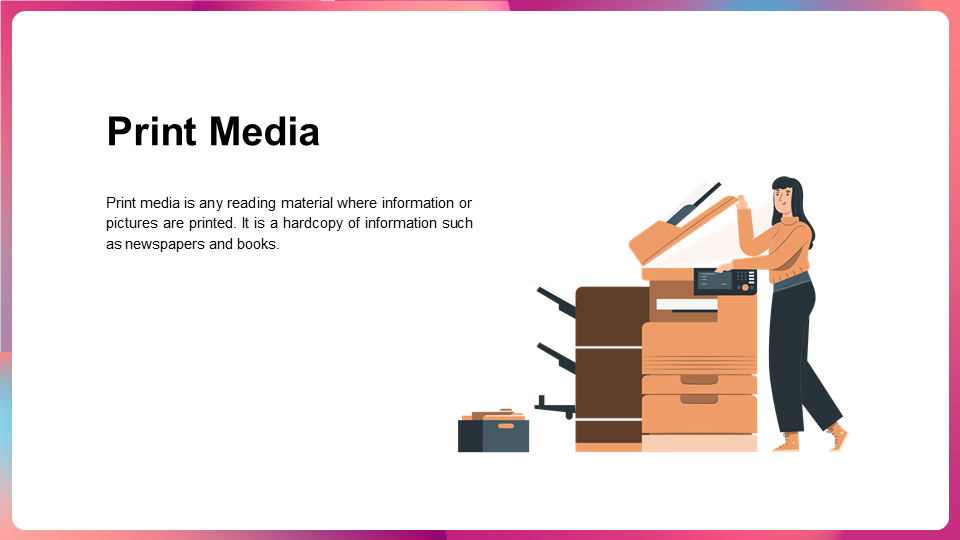 Print Media
Print media is any reading material where information or
pictures are printed. It is a hardcopy of information such
as newspapers and books.